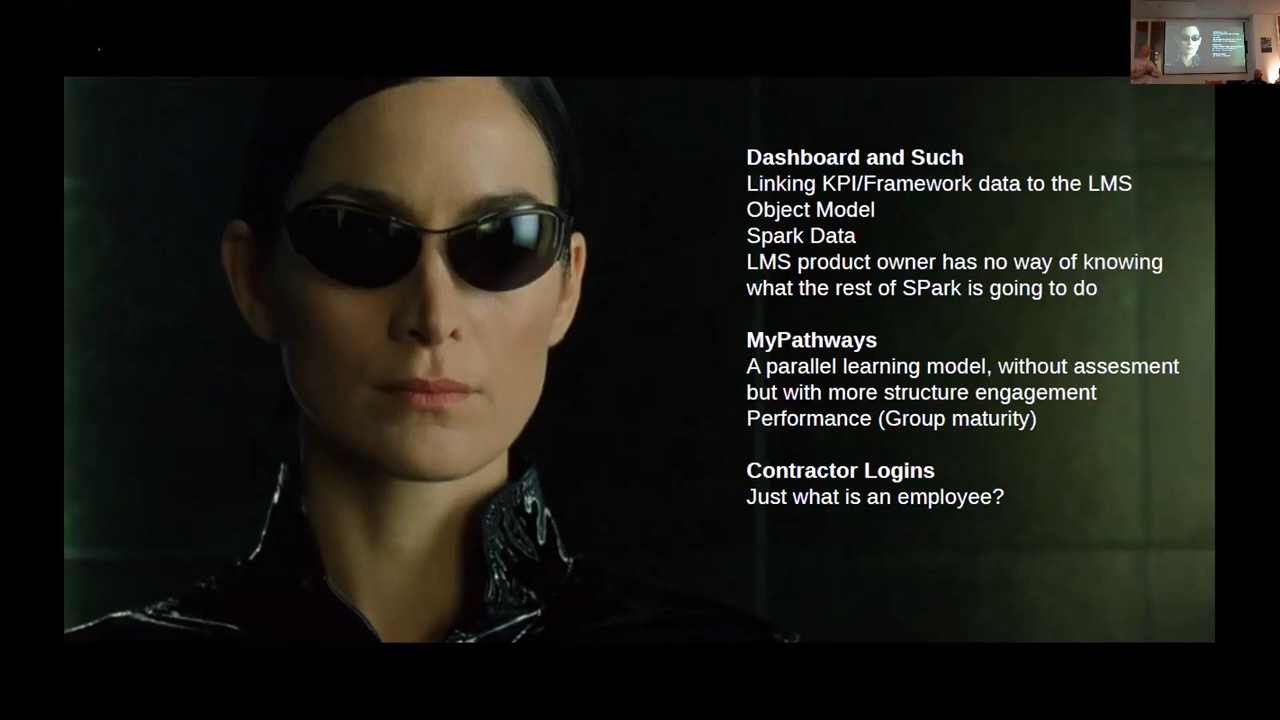 Dashboard and Such
Linking KPI/Framework data to the LMS
Object Model
Spark Data
LMS product owner has no way of knowing
what the rest of SPark is going to do
MyPathways
A parallel learning model, without assesment
but with more structure engagement
Performance (Group maturity)
Contractor Logins
Just what is an employee?